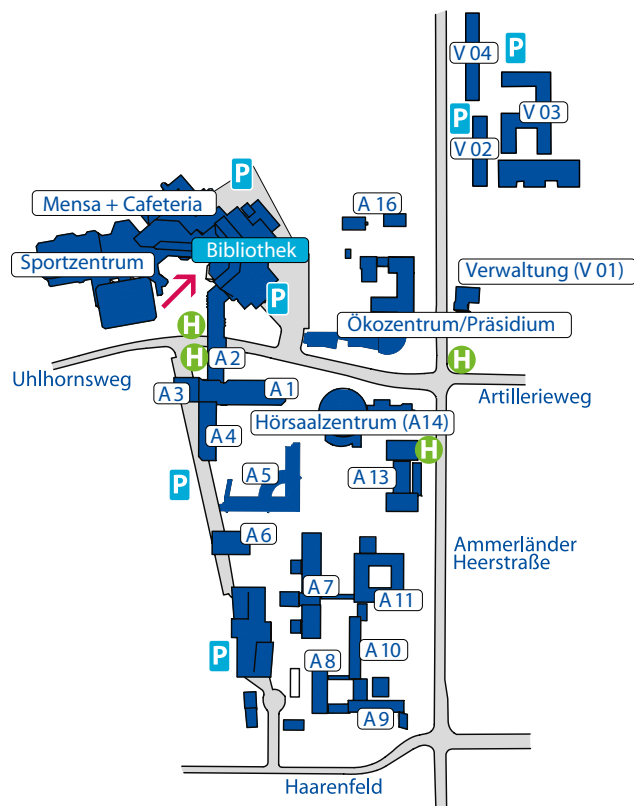 V 04
P
V 03
P
V 02
P
Mensa + Cafeteria
A 16
Bibliothek
Sportzentrum
Verwaltung (V 01)
P
Ökozentrum/Präsidium
H
H
A 2
H
Uhlhornsweg
A 3
A 1
Artillerieweg
Hörsaalzentrum (A14)
A 4
H
A 5
A 13
P
A 6
Ammerländer
Heerstraße
A 7
A 11
A 10
P
A 8
A 9
Haarenfeld